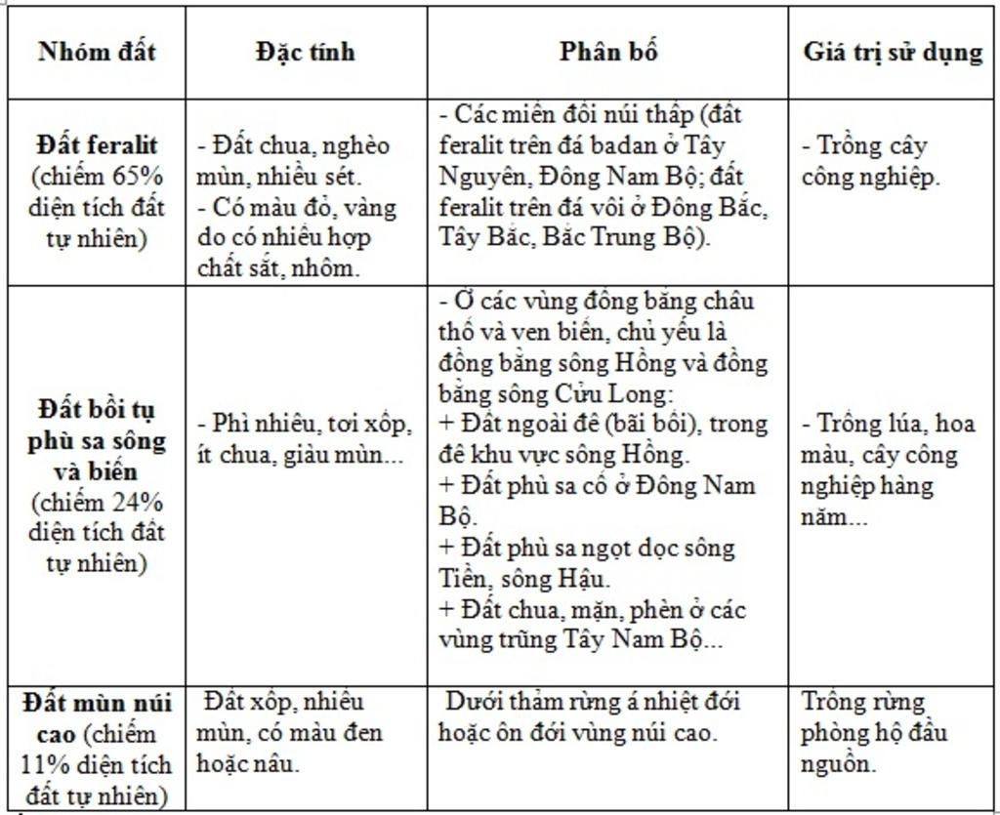 Nhóm đất
Đặc tính
Phân bố
Giá trị sử dụng
Đất feralit
(chiếm 65%
diện tích đất
tự nhiên)
- Đất chua, nghèo
mùn, nhiều sét.
- Có màu đỏ, vàng
do có nhiều hợp
chất sắt, nhôm.
- Các miền đồi núi thấp (đất
feralit trên đá badan ở Tây
Nguyên, Đông Nam Bộ; đất
feralit trên đá vôi ở Đông Bắc,
Tây Bắc, Bắc Trung Bộ).
- Trồng cây
công nghiệp.
Đất bồi tụ
phù sa sông
và biển
(chiếm 24%
diện tích đất
tự nhiên)
- Phì nhiêu, tơi xốp,
ít chua, giàu mùn...
- Ở các vùng đồng bằng châu
thổ và ven biển, chủ yếu là
đồng bằng sông Hồng và đồng
bằng sông Cửu Long:
+ Đất ngoài đê (bãi bồi), trong
đê khu vực sông Hồng.
+ Đất phù sa cổ ở Đông Nam
Bộ.
+ Đất phù sa ngọt dọc sông
Tiền, sông Hậu.
+ Đất chua, mặn, phèn ở các
vùng trũng Tây Nam Bộ...
- Trồng lúa, hoa
màu, cây công
nghiệp hàng
năm...
Đất mùn núi
cao (chiếm
11% diện tích
đất tự nhiên)
Đất xốp, nhiều
mùn, có màu đen
hoặc nâu.
Dưới thảm rừng á nhiệt đới
hoặc ôn đới vùng núi cao.
Trồng rừng
phòng hộ đầu
nguồn.